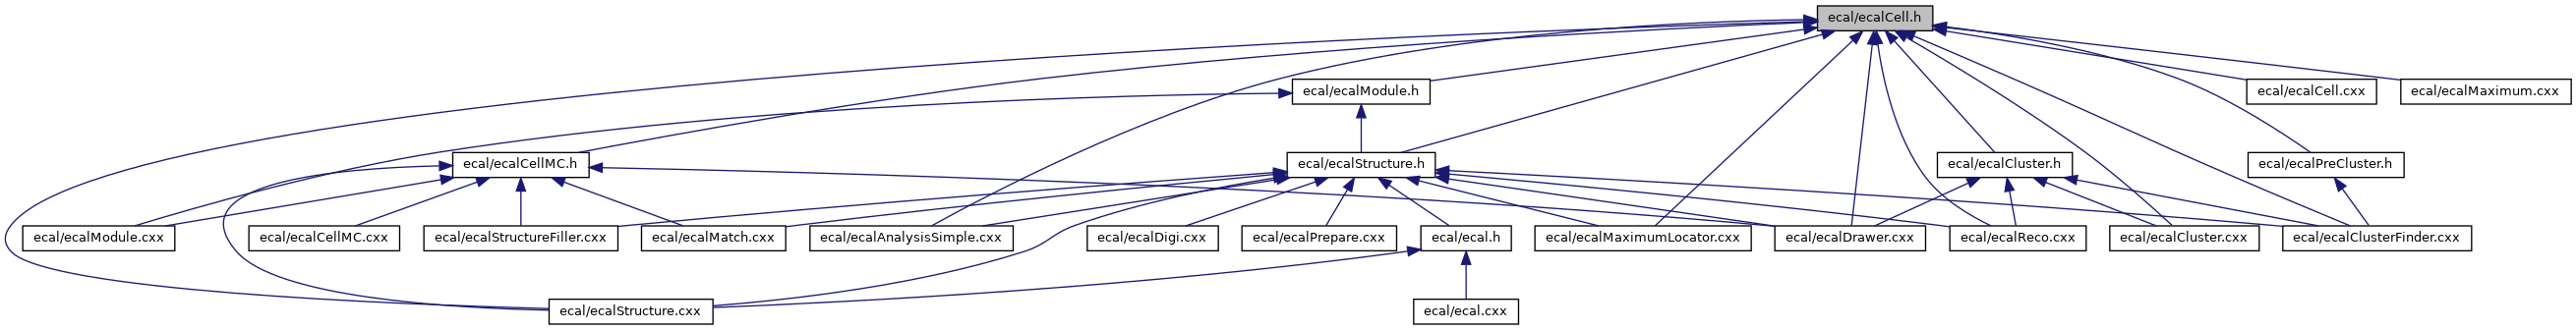 ecal/ecalCell.h
ecal/ecalModule.h
ecal/ecalCell.cxx
ecal/ecalMaximum.cxx
ecal/ecalCellMC.h
ecal/ecalStructure.h
ecal/ecalCluster.h
ecal/ecalPreCluster.h
ecal/ecalModule.cxx
ecal/ecalCellMC.cxx
ecal/ecalStructureFiller.cxx
ecal/ecalMatch.cxx
ecal/ecalAnalysisSimple.cxx
ecal/ecalDigi.cxx
ecal/ecalPrepare.cxx
ecal/ecal.h
ecal/ecalMaximumLocator.cxx
ecal/ecalDrawer.cxx
ecal/ecalReco.cxx
ecal/ecalCluster.cxx
ecal/ecalClusterFinder.cxx
ecal/ecalStructure.cxx
ecal/ecal.cxx